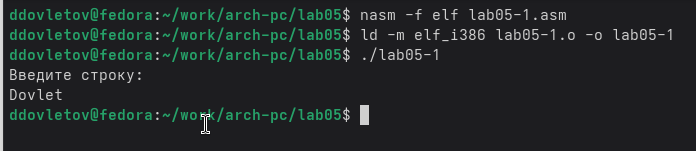 ddovletov@fedora:~/work/arch-pc/lab05$ nasm -f elf lab05-1.asm
ddovletov@fedora:~/work/arch-pc/lab05$ ld -m elf_i386 lab05-1.o -o lab05-1
ddovletov@fedora:~/work/arch-pc/lab05$ ./lab05-1
Введите строку:
Dovlet
ddovletov@fedora:~/work/arch-pc/lab05$